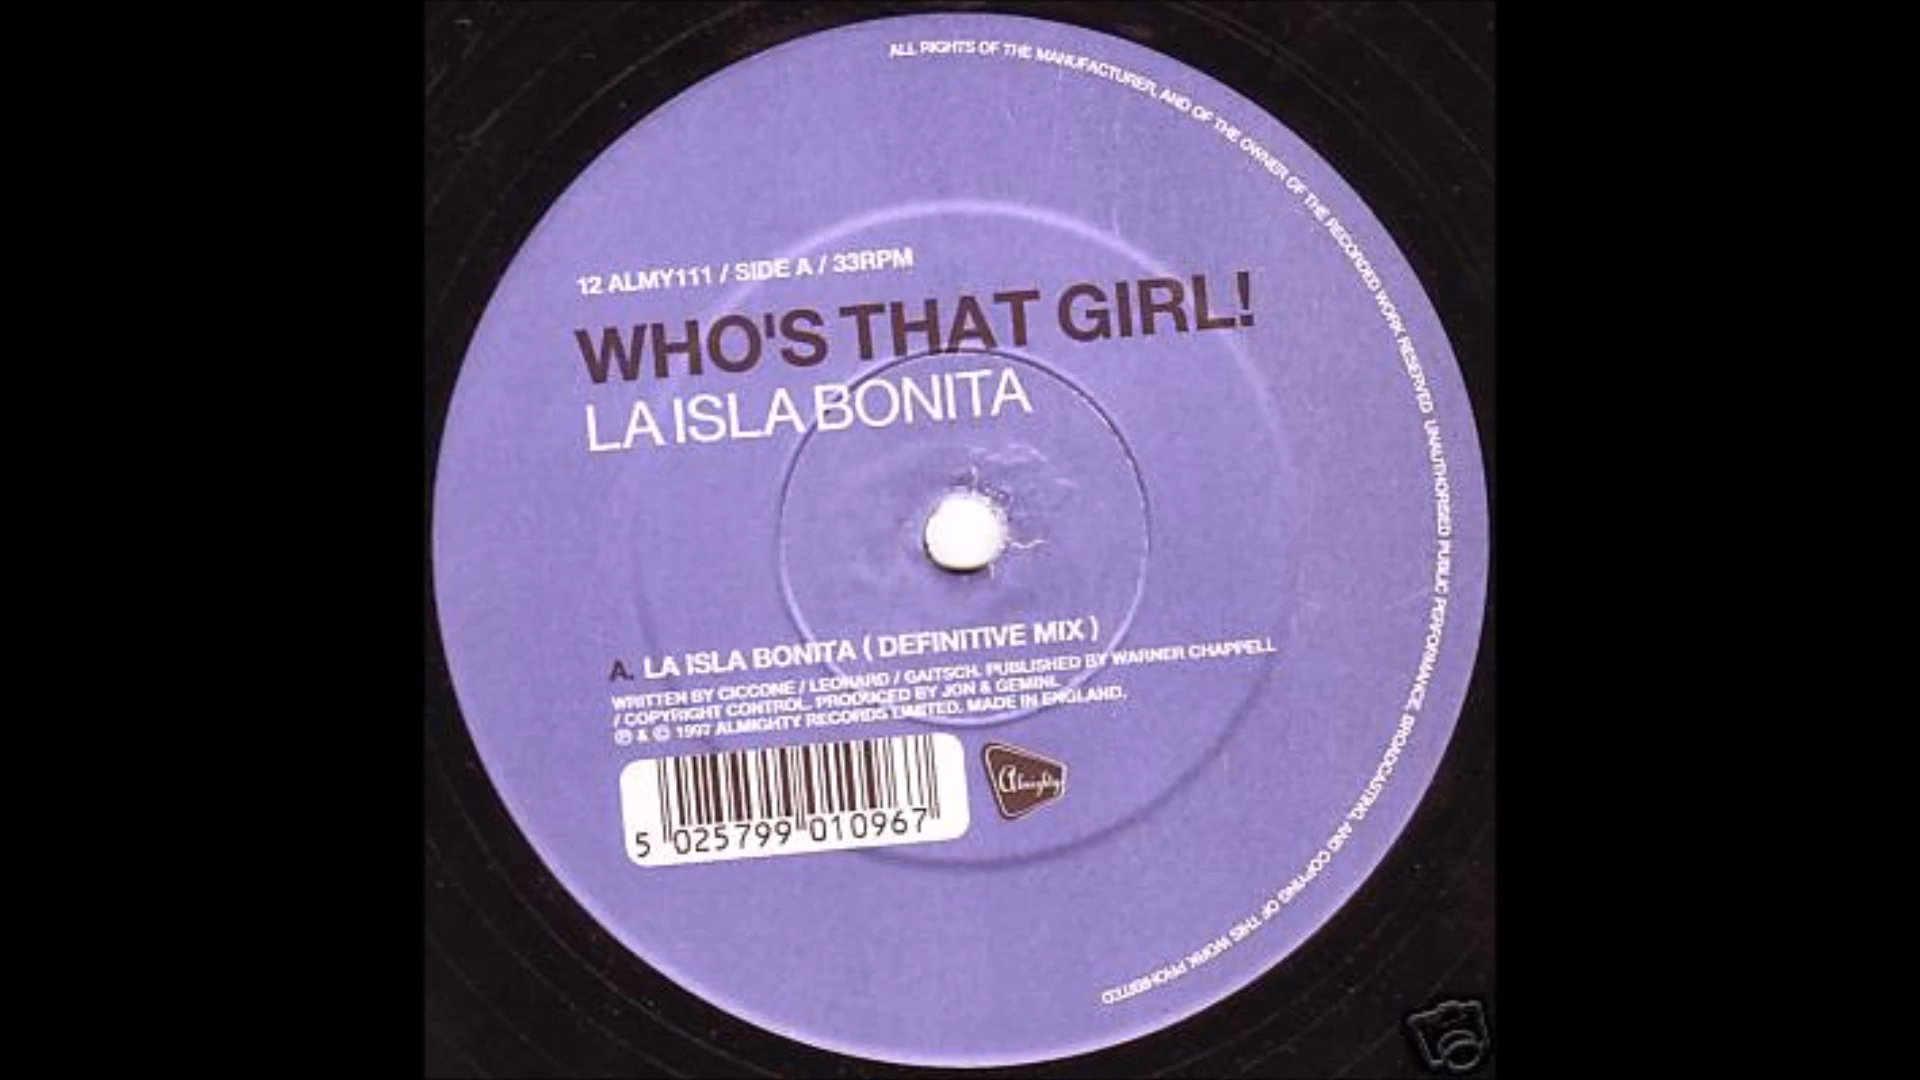 ALL RIGHTS OF THE MANUFACTURER, AND OF THE OWNER OF THE RECORDED WORK RESERVED. UNAUTHORISED PUBLIC PERFORMANCE, BROADCASTING, AND COPYING OF THIS WORK PROHIBITED
12 ALMY111 / SIDE A / 33RPM
WHO'S THAT GIRL!
LA ISLA BONITA
A. LA ISLA BONITA ( DEFINITIVE MIX )
WRITTEN BY CICCONE / LEONARD / GAITSCH. PUBLISHED BY WARNER CHAPPELL
/ COPYRIGHT CONTROL. PRODUCED BY JON & GEMINI.
℗ & © 1997 ALMIGHTY RECORDS LIMITED. MADE IN ENGLAND.
5 025799 010967
Almighty